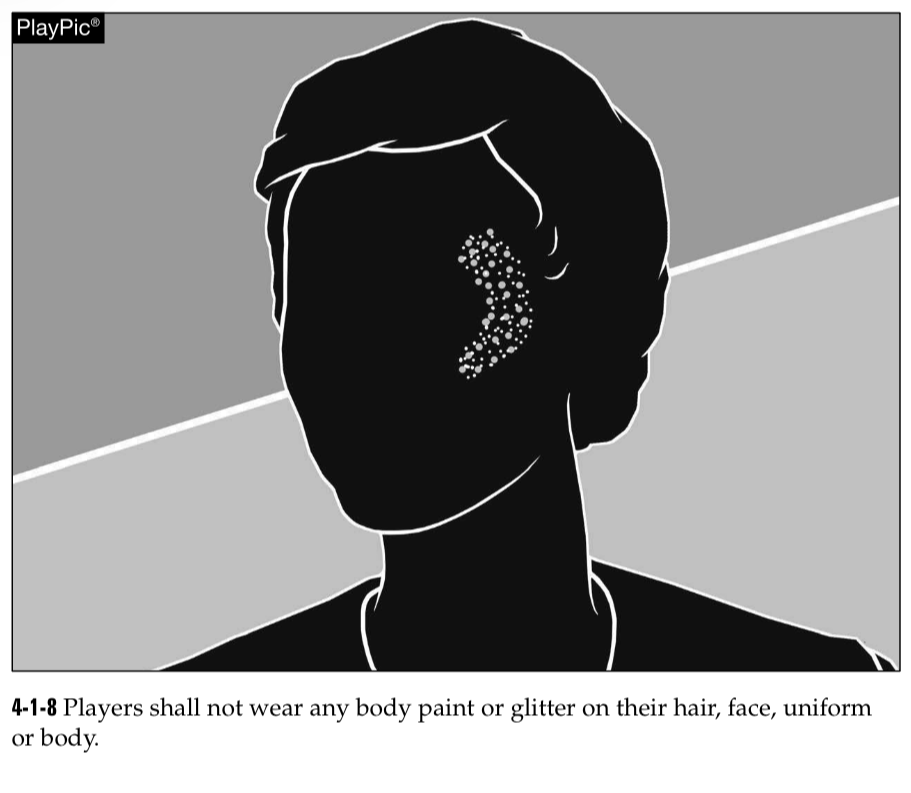 PlayPic®
4-1-8 Players shall not wear any body paint or glitter on their hair, face, uniform
or body.